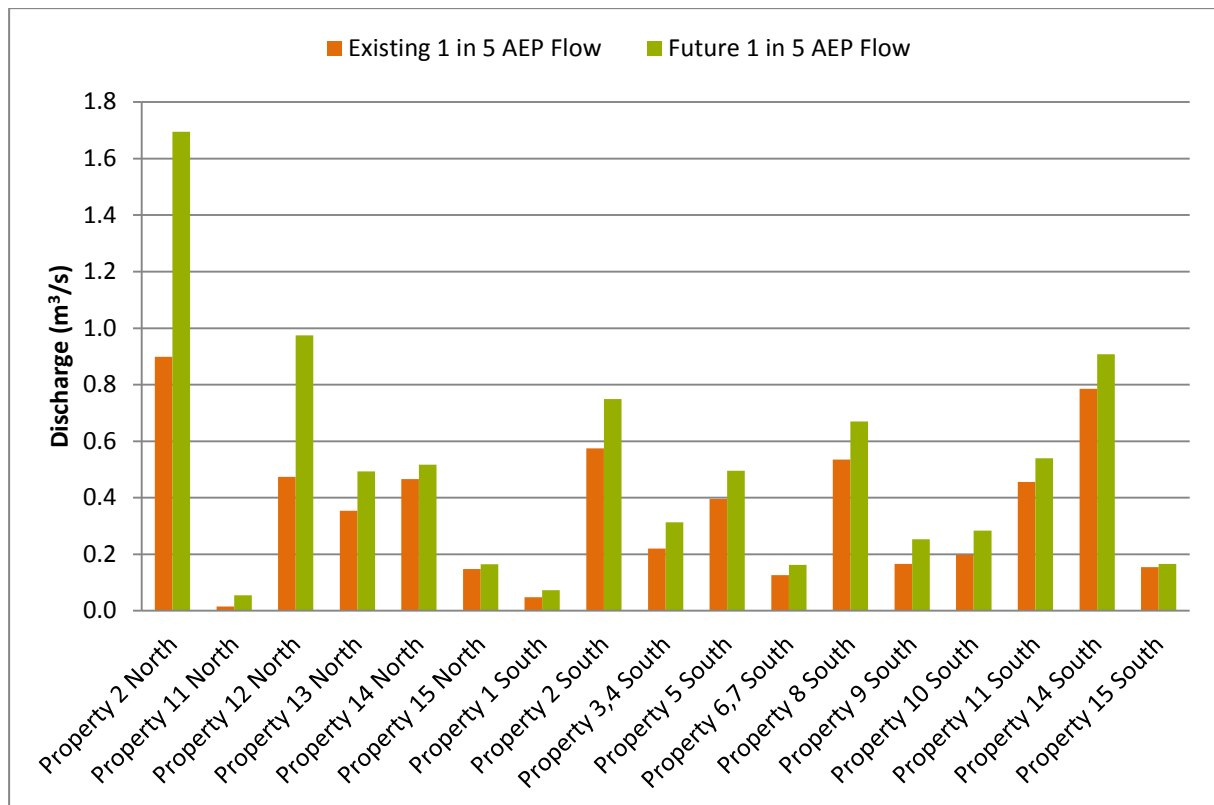 Existing 1 in 5 AEP Flow Future 1 in 5 AEP Flow
Discharge (m³/s)
1.8
1.6
1.4
1.2
1.0
0.8
0.6
0.4
0.2
0.0
Property 2 North
Property 11 North
Property 12 North
Property 13 North
Property 14 North
Property 15 North
Property 1 South
Property 2 South
Property 3,4 South
Property 5 South
Property 6,7 South
Property 8 South
Property 9 South
Property 10 South
Property 11 South
Property 14 South
Property 15 South